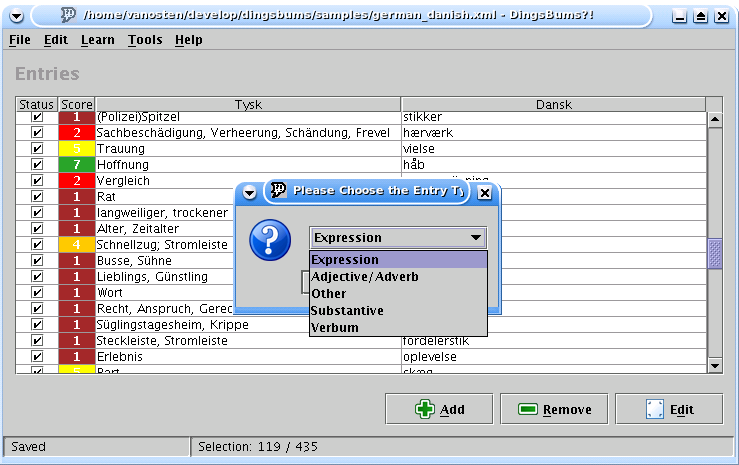 /home/vanosten/develop/dingsbums/samples/german_danish.xml - DingsBums?!
File Edit Learn Tools Help
Entries
Status Score Tysk Dansk
1 (Polizei)Spitzel stikker
2 Sachbeschädigung, Verheerung, Schändung, Frevel hærværk
5 Trauung vielse
7 Hoffnung håb
2 Vergleich
1 Rat
1 langweiliger, trockener
1 Alter, Zeitalter
4 Schnellzug; Stromleiste
1 Busse, Sühne
1 Lieblings, Günstling
1 Wort
1 Recht, Anspruch, Gerec
1 Süglingstagesheim, Krippe
1 Steckleiste, Stromleiste fordelerstik
1 Erlebnis oplevelse
5 Bart skæg
Please Choose the Entry Ty
Expression
Expression
Adjective/Adverb
Other
Substantive
Verbum
Add Remove Edit
Saved Selection: 119 / 435